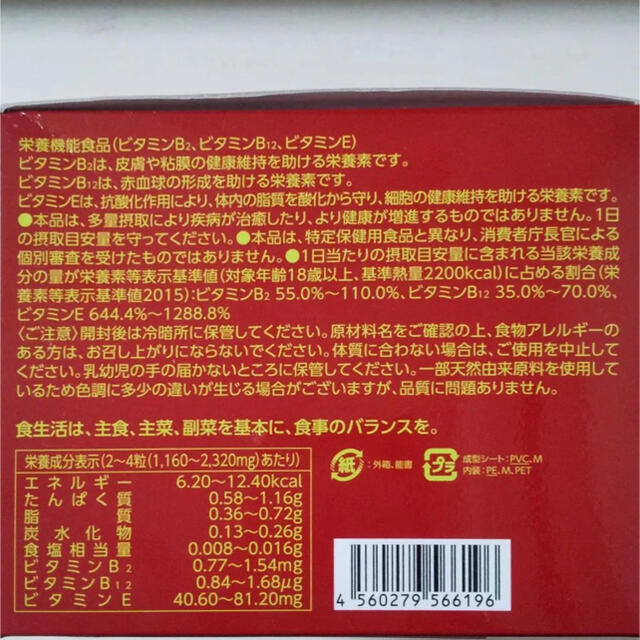 栄養機能食品(ビタミンB2、ビタミンB12、ビタミンE)
ビタミンB2は、皮膚や粘膜の健康維持を助ける栄養素です。
ビタミンB12は、赤血球の形成を助ける栄養素です。
ビタミンEは、抗酸化作用により、体内の脂質を酸化から守り、細胞の健康維持を助ける栄養素です。
●本品は、多量摂取により疾病が治癒したり、より健康が増進するものではありません。1日
の摂取目安量を守ってください。●本品は、特定保健用食品と異なり、消費者庁長官による
個別審査を受けたものではありません。●1日当たりの摂取目安量に含まれる当該栄養成
分の量が栄養素等表示基準値(対象年齢18歳以上、基準熱量2200kcal)に占める割合(栄
養素等表示基準値2015):ビタミンB2 55.0%〜110.0%、ビタミンB12 35.0%〜70.0%、
ビタミンE 644.4%〜1288.8%
〈ご注意〉開封後は冷暗所に保管してください。原材料名をご確認の上、食物アレルギーの
ある方は、お召し上がりにならないでください。体質に合わない場合は、ご使用を中止して
ください。乳幼児の手の届かないところに保管してください。一部天然由来原料を使用して
いるため色調に多少の違いが生じる場合がございますが、品質に問題ありません。
食生活は、主食、主菜、副菜を基本に、食事のバランスを。
栄養成分表示(2〜4粒(1,160〜2,320mg)あたり)
エネルギー 6.20〜12.40kcal
たんぱく質 0.58〜1.16g
脂質 0.36〜0.72g
炭水化物 0.13〜0.26g
食塩相当量 0.008〜0.016g
ビタミンB2 0.77〜1.54mg
ビタミンB12 0.84〜1.68μg
ビタミンE 40.60〜81.20mg
紙 :外箱、能書
プラ 成型シート:PVC、M
内装:PE、M、PET
4 560279 566196